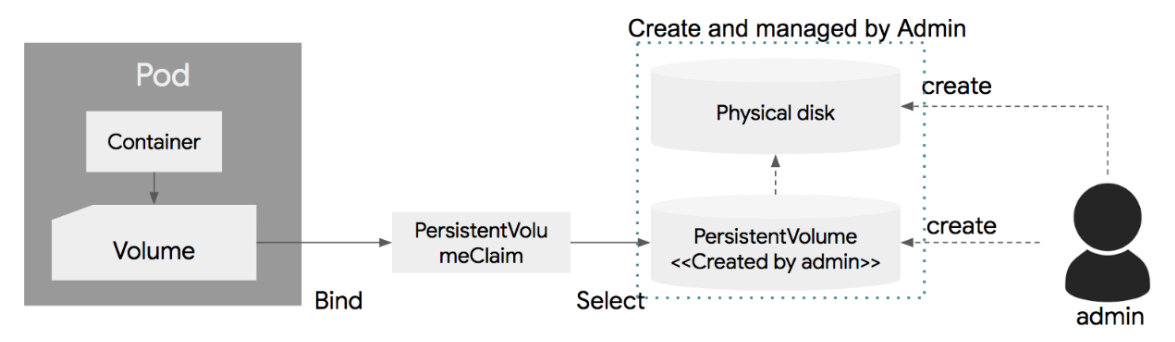 Create and managed by Admin
Pod
Container
Volume
Bind
PersistentVolu
meClaim
Select
Physical disk
PersistentVolume
<<Created by admin>>
create
create
admin